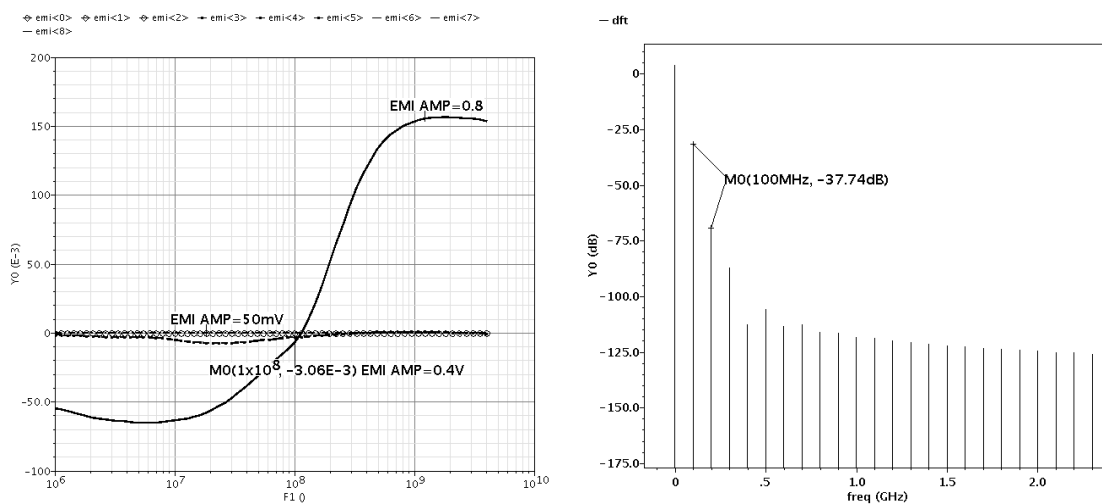 emi<0> emi<1> emi<2> emi<3> emi<4> emi<5> emi<6> emi<7>
emi<8>
200
150
100
50.0
0
-50.0
-100
Y0 (E-3)
EMI AMP=0.8
EMI AMP=50mV
M0(1x10⁸, -3.06E-3) EMI AMP=0.4V
10⁶ 10⁷ 10⁸ 10⁹ 10¹⁰
F1 ()
dft
0
-25.0
-50.0
-75.0
-100.0
-125.0
-150.0
-175.0
Y0 (dB)
M0(100MHz, -37.74dB)
0 .5 1.0 1.5 2.0
freq (GHz)